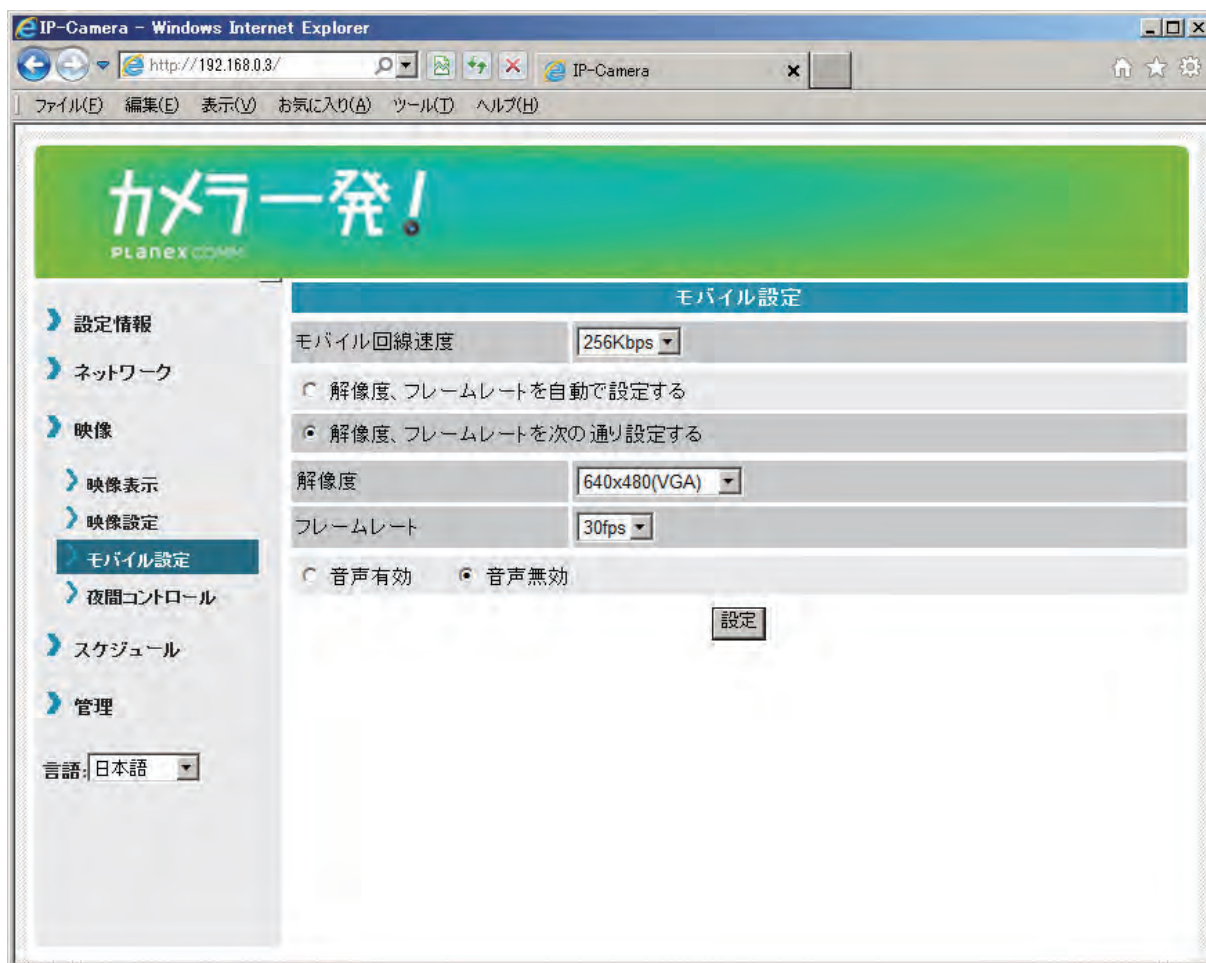 IP-Camera - Windows Internet Explorer
http://192.168.0.3/
IP-Camera
ファイル(F) 編集(E) 表示(V) お気に入り(A) ツール(T) ヘルプ(H)
カメラ一発!
PLanex COMM
設定情報
ネットワーク
映像
映像表示
映像設定
モバイル設定
夜間コントロール
スケジュール
管理
言語: 日本語
モバイル設定
モバイル回線速度 256Kbps
解像度、フレームレートを自動で設定する
解像度、フレームレートを次の通り設定する
解像度 640x480(VGA)
フレームレート 30fps
音声有効 音声無効
設定